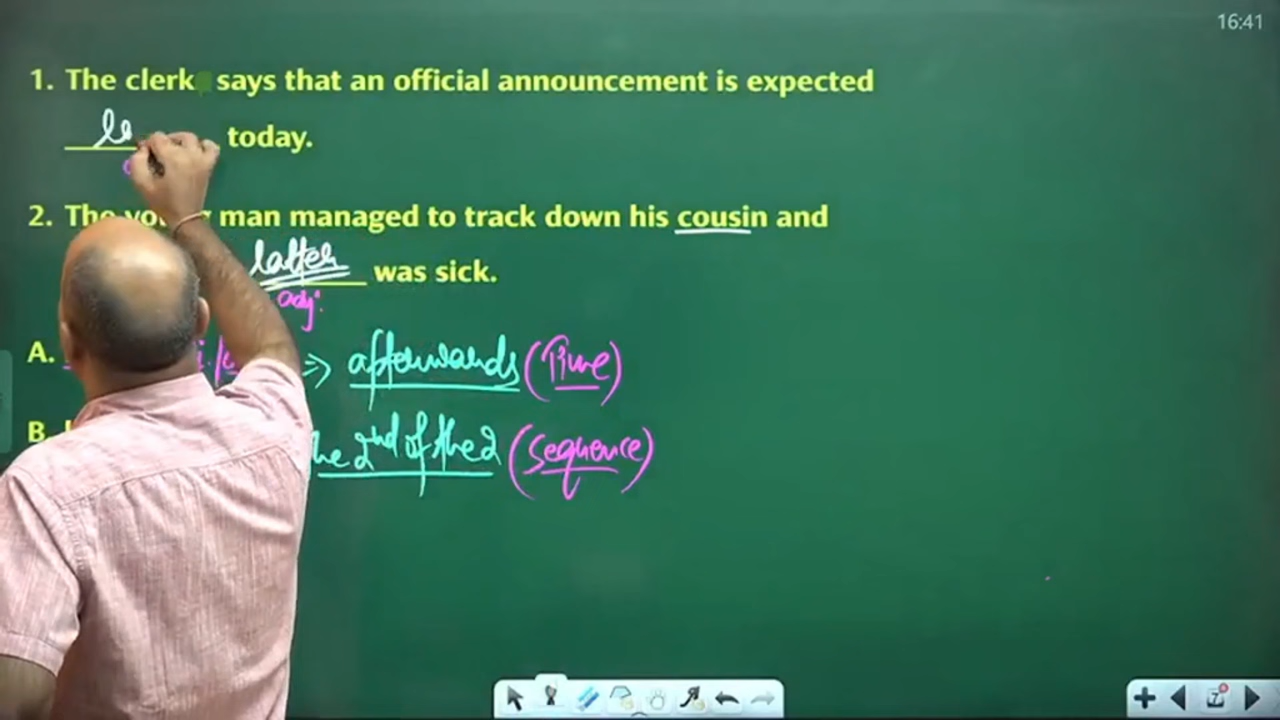 16:41
1. The clerk says that an official announcement is expected
today.
2. The young man managed to track down his cousin and
latter was sick.
adj.
A. => afterwards (Time)
B. the 2nd of the 2 (sequence)